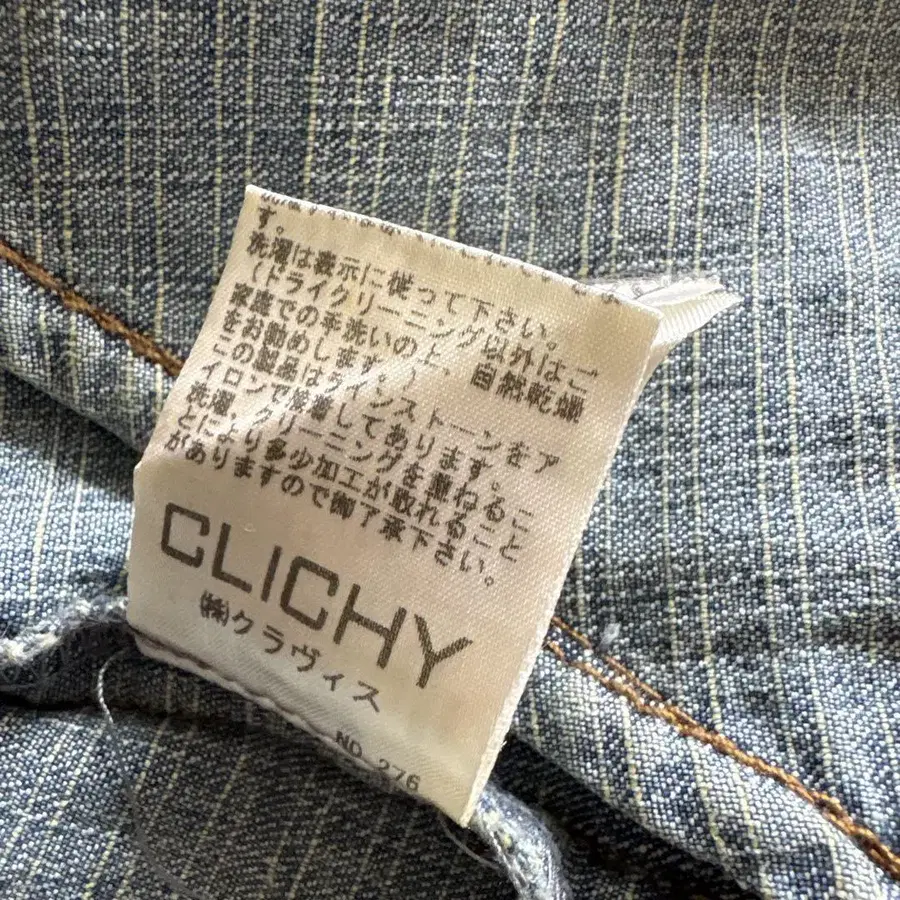 す。
洗濯は表示に従って下さい。
(ドライクリーニング以外はご
家庭での手洗いの上、自然乾燥
をお勧めします。)
この製品はラインストーンをア
イロンで接着してあります。
洗濯、クリーニングを重ねるこ
とにより多少加工が取れること
がありますので御了承下さい。
CLICHY
㈱クラヴィス
NO 276